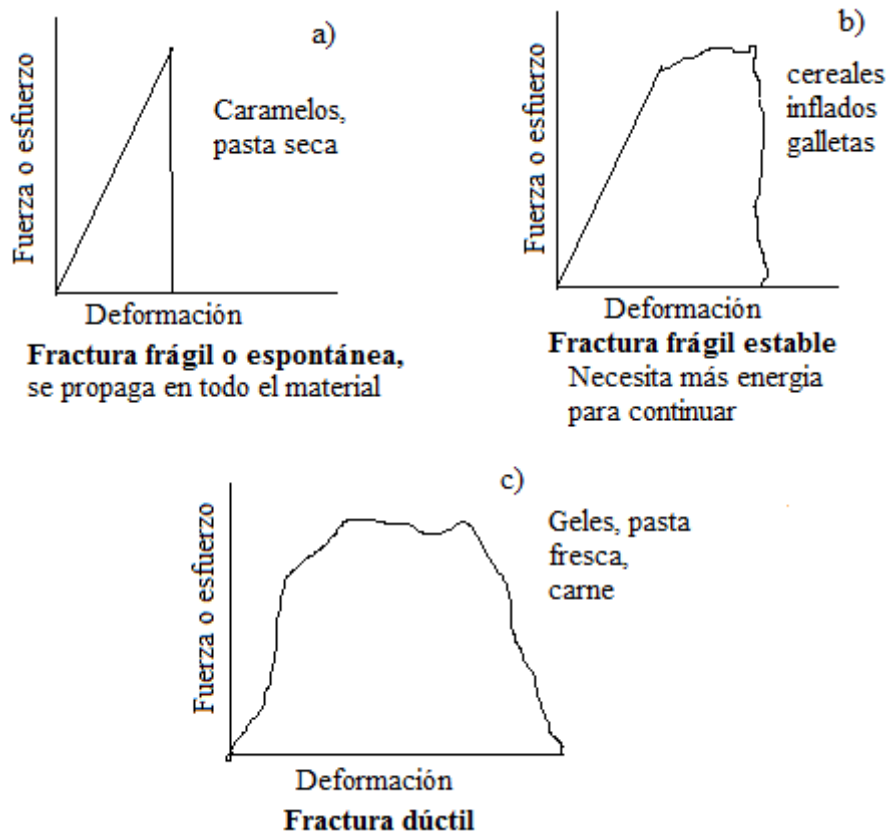 a)
Fuerza o esfuerzo
Caramelos,
pasta seca
Deformación
Fractura frágil o espontánea,
se propaga en todo el material
b)
Fuerza o esfuerzo
cereales
inflados
galletas
Deformación
Fractura frágil estable
Necesita más energia
para continuar
c)
Fuerza o esfuerzo
Geles, pasta
fresca,
carne
Deformación
Fractura dúctil